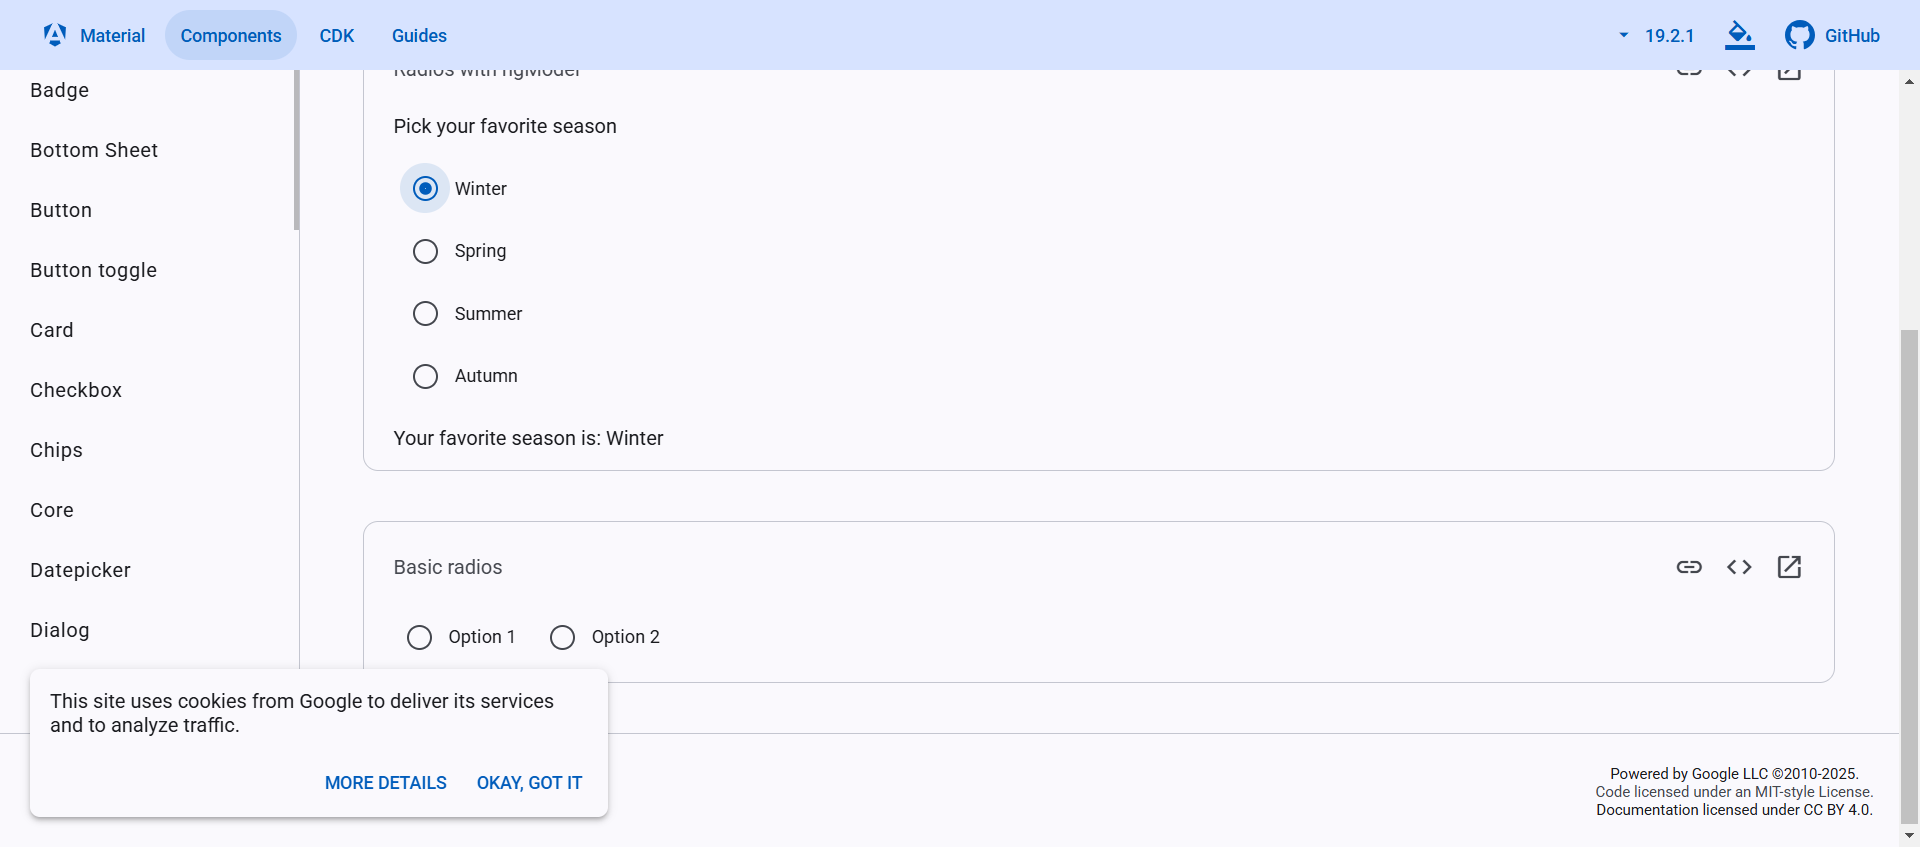 Material
Components
CDK
Guides
19.2.1
GitHub
Badge
Bottom Sheet
Button
Button toggle
Card
Checkbox
Chips
Core
Datepicker
Dialog
Radios with ngModel
Pick your favorite season
Winter
Spring
Summer
Autumn
Your favorite season is: Winter
Basic radios
Option 1
Option 2
This site uses cookies from Google to deliver its services
and to analyze traffic.
MORE DETAILS
OKAY, GOT IT
Powered by Google LLC ©2010-2025.
Code licensed under an MIT-style License.
Documentation licensed under CC BY 4.0.